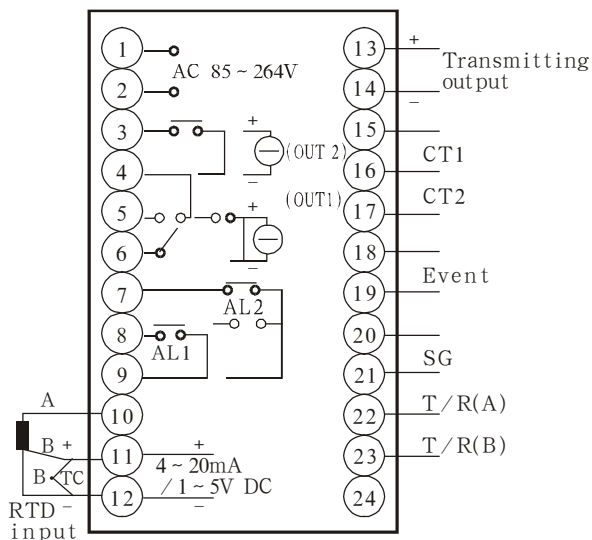 1
2
AC 85 ~ 264V
3
+
(OUT 2)
−
4
(OUT1)
5
+
6
−
7
AL2
8
AL1
9
A
10
B +
11
+
4 ~ 20mA
B TC
/ 1 ~ 5V DC
12
−
−
RTD
input
13
+
Transmitting
output
14
−
15
16
CT1
17
CT2
18
19
Event
20
21
SG
22
T / R(A)
23
T / R(B)
24